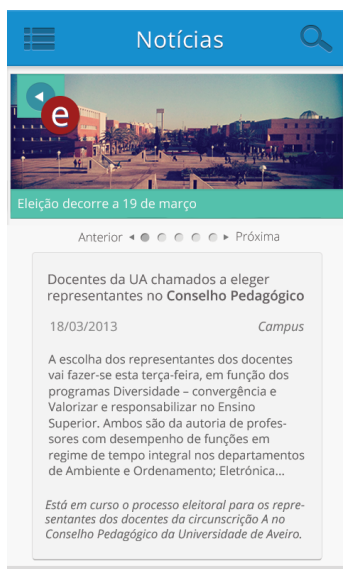 Notícias
e
Eleição decorre a 19 de março
Anterior Próxima
Docentes da UA chamados a eleger
representantes no Conselho Pedagógico
18/03/2013 Campus
A escolha dos representantes dos docentes
vai fazer-se esta terça-feira, em função dos
programas Diversidade – convergência e
Valorizar e responsabilizar no Ensino
Superior. Ambos são da autoria de profes-
sores com desempenho de funções em
regime de tempo integral nos departamentos
de Ambiente e Ordenamento; Eletrónica...
Está em curso o processo eleitoral para os repre-
sentantes dos docentes da circunscrição A no
Conselho Pedagógico da Universidade de Aveiro.